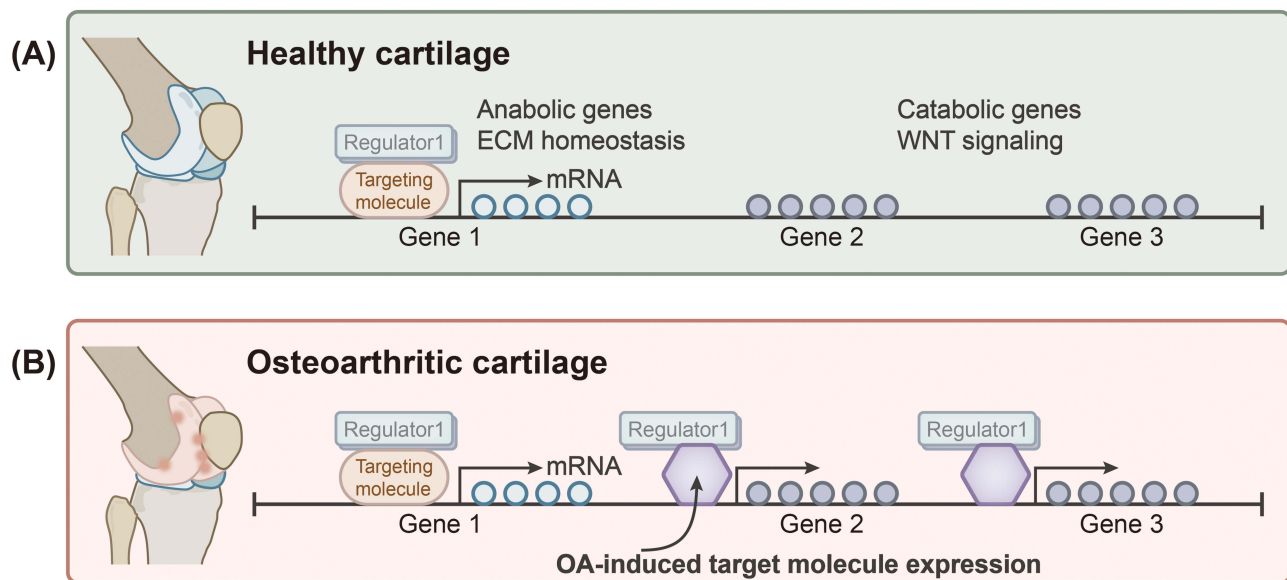 (A)
Healthy cartilage
Anabolic genes
ECM homeostasis
Catabolic genes
WNT signaling
Regulator1
Targeting
molecule
mRNA
Gene 1
Gene 2
Gene 3
(B)
Osteoarthritic cartilage
Regulator1
Regulator1
Regulator1
Targeting
molecule
mRNA
Gene 1
Gene 2
Gene 3
OA-induced target molecule expression